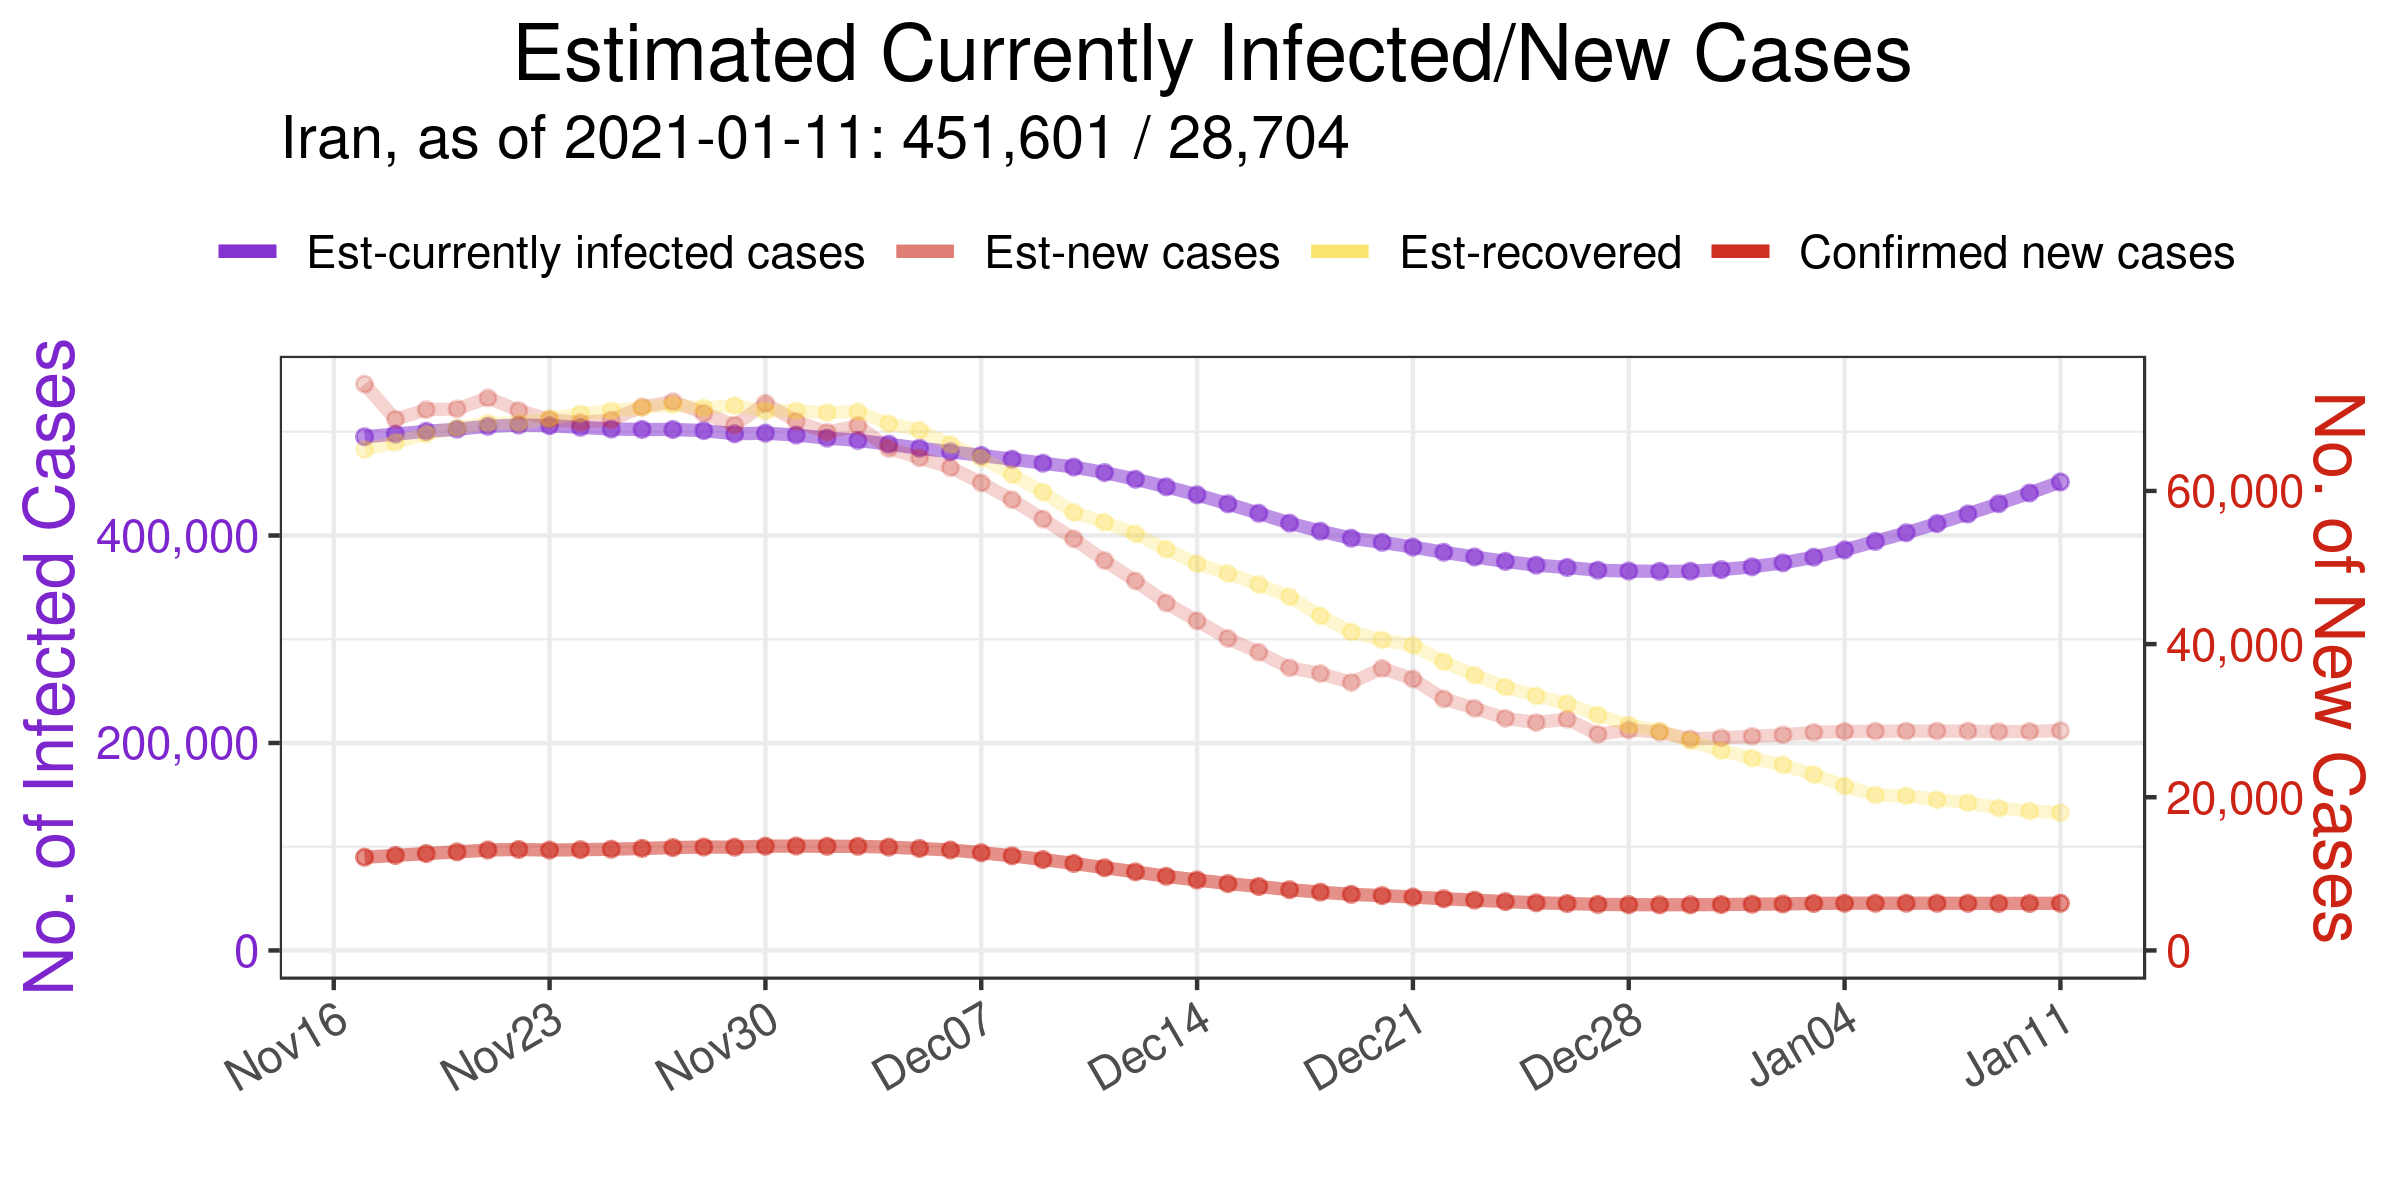 Estimated Currently Infected/New Cases
Iran, as of 2021-01-11: 451,601 / 28,704
Est-currently infected cases Est-new cases Est-recovered Confirmed new cases
No. of Infected Cases
400,000
200,000
0
60,000
40,000
20,000
0
No. of New Cases
Nov16 Nov23 Nov30 Dec07 Dec14 Dec21 Dec28 Jan04 Jan11